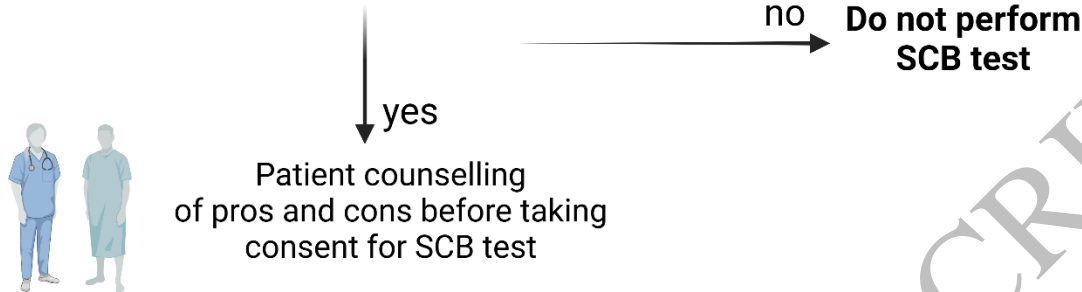 no
Do not perform
SCB test
yes
Patient counselling
of pros and cons before taking
consent for SCB test
CRI